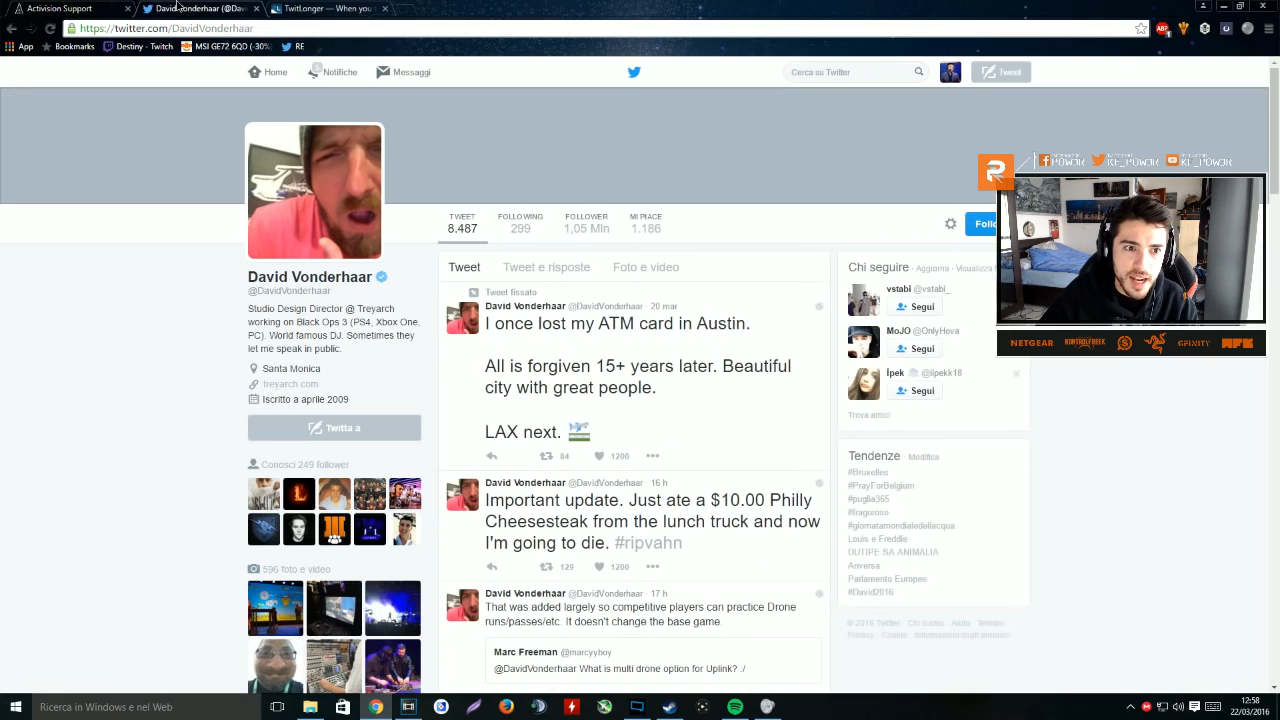 Activision Support
David Vonderhaar (@Dav
TwitLonger
https://twitter.com/DavidVonderhaar
App
Bookmarks
Destiny - Twitch
MSI GE72 6QD (-37%
RE
Home
Notifiche
Messaggi
Cerca su Twitter
Tweet
TWEET
8.487
FOLLOWING
299
FOLLOWER
1,05 Mln
MI PIACE
1.186
David Vonderhaar
@DavidVonderhaar
Studio Design Director @ Treyarch
working on Black Ops 3 (PS4, Xbox One,
PC). World famous DJ. Sometimes they
let me speak in public.
Santa Monica
treyarch.com
Iscritto a aprile 2009
Twitta a
Conosci 249 follower
596 foto e video
Tweet
Tweet e risposte
Foto e video
Tweet fissato
David Vonderhaar @DavidVonderhaar · 20 mar
I once lost my ATM card in Austin.
All is forgiven 15+ years later. Beautiful
city with great people.
LAX next.
84
1200
David Vonderhaar @DavidVonderhaar · 16 h
Important update. Just ate a $10.00 Philly
Cheesesteak from the lunch truck and now
I'm going to die. #ripvahn
129
1200
David Vonderhaar @DavidVonderhaar · 17 h
That was added largely so competitive players can practice Drone
runs/passes/etc. It doesn't change the base game.
Marc Freeman @marcyyboy
@DavidVonderhaar What is multi drone option for Uplink? :/
Chi seguire · Aggiorna · Visualizza
vstabi @vstabi_
Segui
MoJO @OnlyHova
Segui
İpek @iipekk18
Segui
Trova amici
Tendenze · Modifica
#Bruxelles
#PrayForBelgium
#puglia365
#fragoroso
#giornatamondialedellacqua
Louis e Freddie
DUTIPE SA ANIMALIA
Anversa
Parlamento Europeo
#David2016
© 2016 Twitter Chi siamo Aiuto Termini
Privacy Cookie Informazioni sugli annunci
NETGEAR
KONTROLFREEK
GFINITY
Ricerca in Windows e nel Web
12:58
22/03/2016